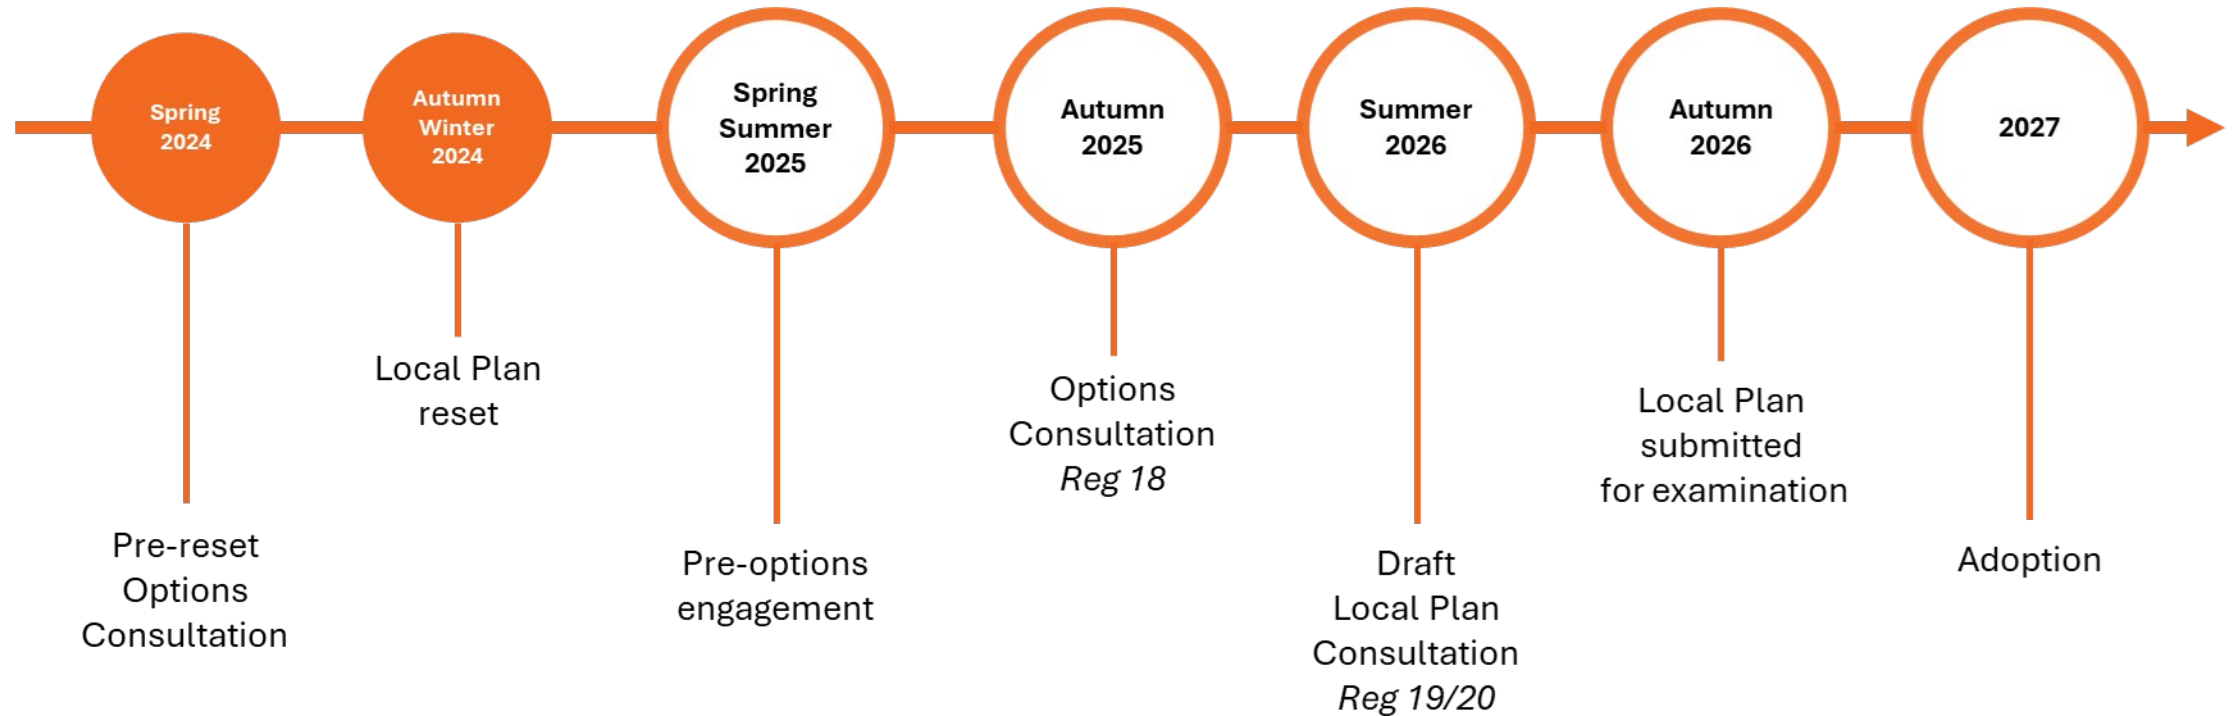 Spring
2024
Autumn
Winter
2024
Spring
Summer
2025
Autumn
2025
Summer
2026
Autumn
2026
2027
Pre-reset
Options
Consultation
Local Plan
reset
Pre-options
engagement
Options
Consultation
Reg 18
Draft
Local Plan
Consultation
Reg 19/20
Local Plan
submitted
for examination
Adoption